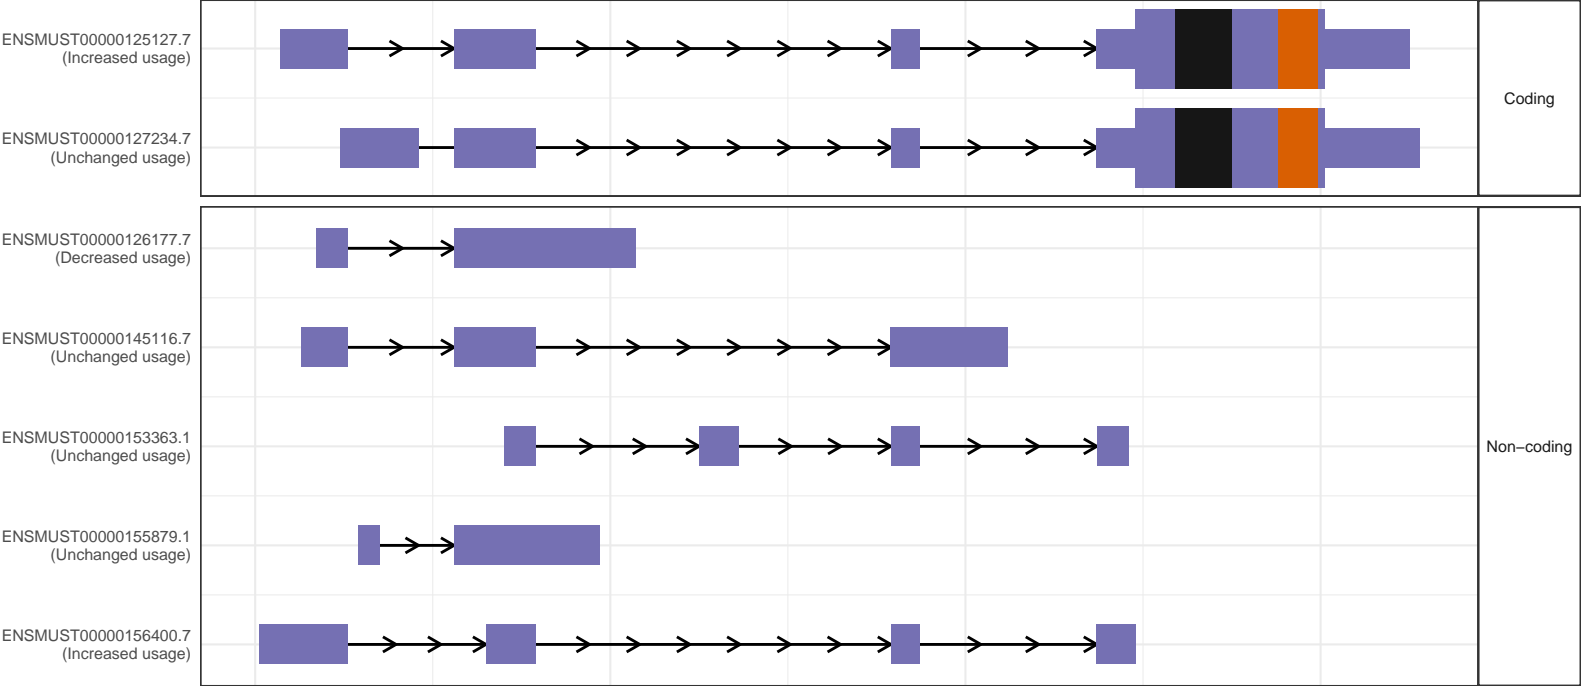 ENSMUST00000125127.7
(Increased usage)
ENSMUST00000127234.7
(Unchanged usage)
Coding
ENSMUST00000126177.7
(Decreased usage)
ENSMUST00000145116.7
(Unchanged usage)
ENSMUST00000153363.1
(Unchanged usage)
Non−coding
ENSMUST00000155879.1
(Unchanged usage)
ENSMUST00000156400.7
(Increased usage)